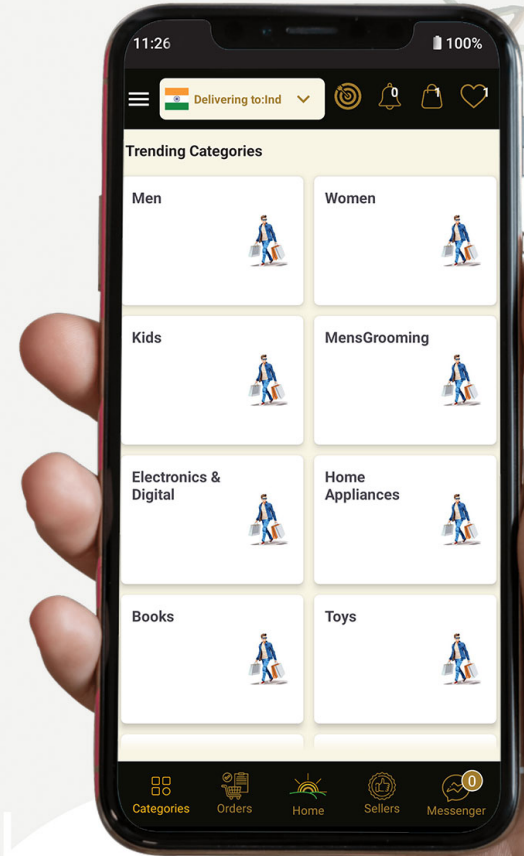 11:26 100%
Delivering to:Ind 0 1 1
Trending Categories
Men Women
Kids MensGrooming
Electronics & Digital
Home Appliances
Books Toys
0
Categories Orders Home Sellers Messenger